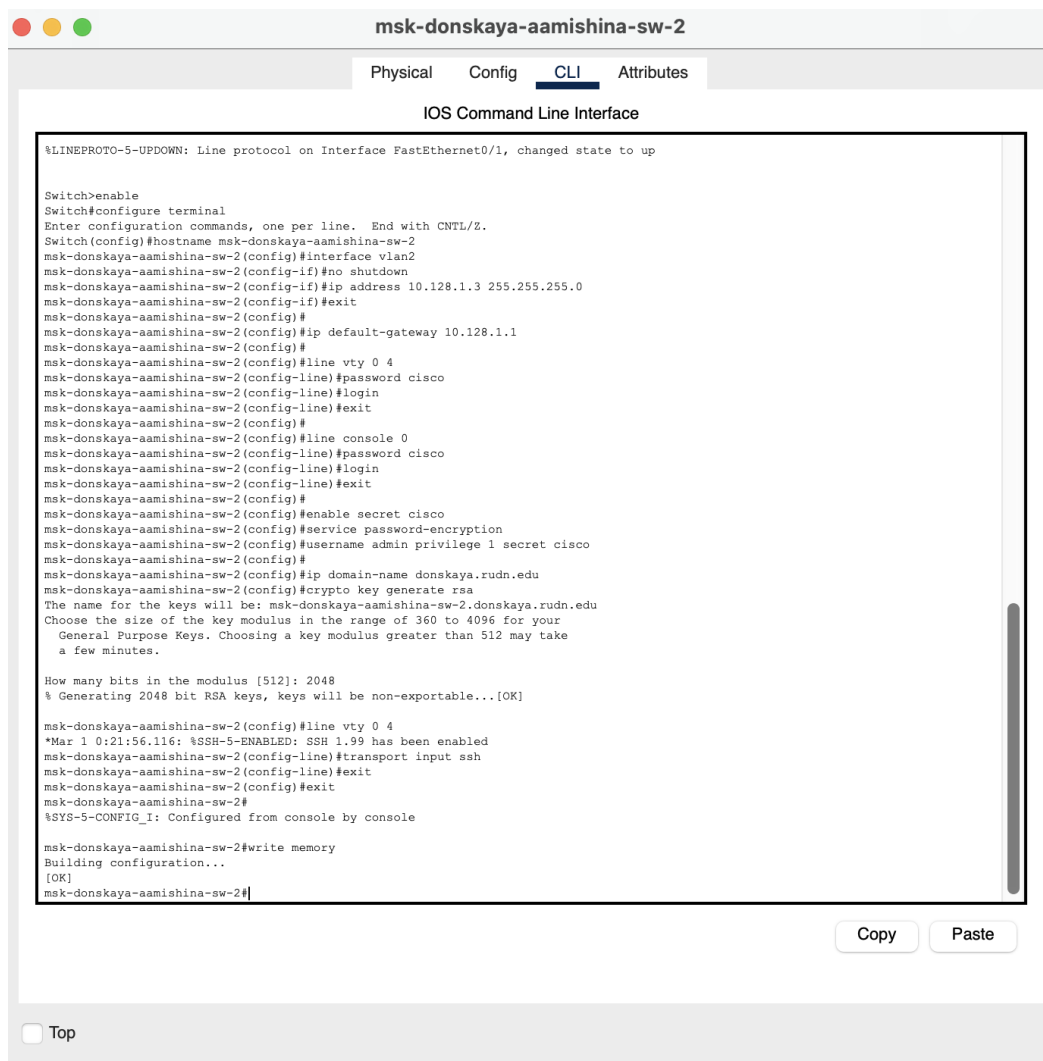 msk-donskaya-aamishina-sw-2
Physical Config CLI Attributes
IOS Command Line Interface
%LINEPROTO-5-UPDOWN: Line protocol on Interface FastEthernet0/1, changed state to up
Switch>enable
Switch#configure terminal
Enter configuration commands, one per line. End with CNTL/Z.
Switch(config)#hostname msk-donskaya-aamishina-sw-2
msk-donskaya-aamishina-sw-2(config)#interface vlan2
msk-donskaya-aamishina-sw-2(config-if)#no shutdown
msk-donskaya-aamishina-sw-2(config-if)#ip address 10.128.1.3 255.255.255.0
msk-donskaya-aamishina-sw-2(config-if)#exit
msk-donskaya-aamishina-sw-2(config)#
msk-donskaya-aamishina-sw-2(config)#ip default-gateway 10.128.1.1
msk-donskaya-aamishina-sw-2(config)#
msk-donskaya-aamishina-sw-2(config)#line vty 0 4
msk-donskaya-aamishina-sw-2(config-line)#password cisco
msk-donskaya-aamishina-sw-2(config-line)#login
msk-donskaya-aamishina-sw-2(config-line)#exit
msk-donskaya-aamishina-sw-2(config)#
msk-donskaya-aamishina-sw-2(config)#line console 0
msk-donskaya-aamishina-sw-2(config-line)#password cisco
msk-donskaya-aamishina-sw-2(config-line)#login
msk-donskaya-aamishina-sw-2(config-line)#exit
msk-donskaya-aamishina-sw-2(config)#
msk-donskaya-aamishina-sw-2(config)#enable secret cisco
msk-donskaya-aamishina-sw-2(config)#service password-encryption
msk-donskaya-aamishina-sw-2(config)#username admin privilege 1 secret cisco
msk-donskaya-aamishina-sw-2(config)#
msk-donskaya-aamishina-sw-2(config)#ip domain-name donskaya.rudn.edu
msk-donskaya-aamishina-sw-2(config)#crypto key generate rsa
The name for the keys will be: msk-donskaya-aamishina-sw-2.donskaya.rudn.edu
Choose the size of the key modulus in the range of 360 to 4096 for your
General Purpose Keys. Choosing a key modulus greater than 512 may take
a few minutes.
How many bits in the modulus [512]: 2048
% Generating 2048 bit RSA keys, keys will be non-exportable...[OK]
msk-donskaya-aamishina-sw-2(config)#line vty 0 4
*Mar 1 0:21:56.116: %SSH-5-ENABLED: SSH 1.99 has been enabled
msk-donskaya-aamishina-sw-2(config-line)#transport input ssh
msk-donskaya-aamishina-sw-2(config-line)#exit
msk-donskaya-aamishina-sw-2(config)#exit
msk-donskaya-aamishina-sw-2#
%SYS-5-CONFIG_I: Configured from console by console
msk-donskaya-aamishina-sw-2#write memory
Building configuration...
[OK]
msk-donskaya-aamishina-sw-2#
Copy Paste
Top